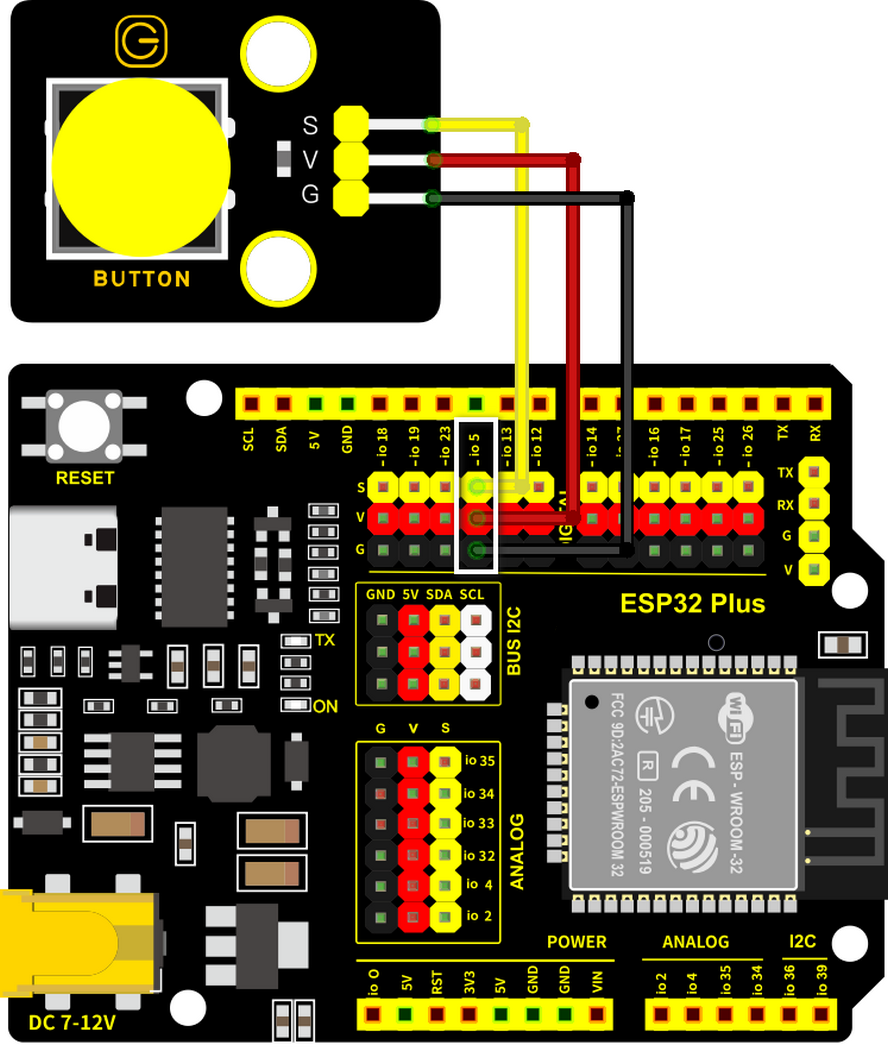 S
V
G
BUTTON
RESET
SCL
SDA
5V
GND
io 18
io 19
io 23
io 5
io 13
io 12
io 14
io 16
io 17
io 25
io 26
TX
RX
S
V
G
TX
RX
G
V
ESP32 Plus
GND 5V SDA SCL
BUS I2C
TX
ON
G V S
io 35
io 34
io 33
io 32
io 4
io 2
ANALOG
WiFi
ESP - WROOM -32
CE
R
205 - 000519
FCC 9D:2AC72-ESPWROOM 32
POWER
ANALOG
I2C
io 0
5V
RST
3V3
5V
GND
GND
VIN
io 2
io 4
io 35
io 34
io 36
io 39
DC 7-12V